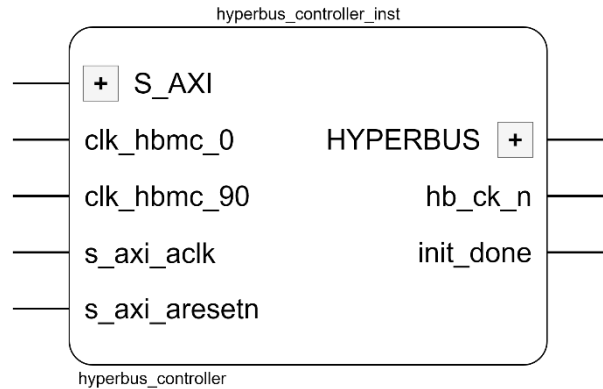 hyperbus_controller_inst
+ S_AXI
clk_hbmc_0
HYPERBUS +
clk_hbmc_90
hb_ck_n
s_axi_aclk
init_done
s_axi_aresetn
hyperbus_controller